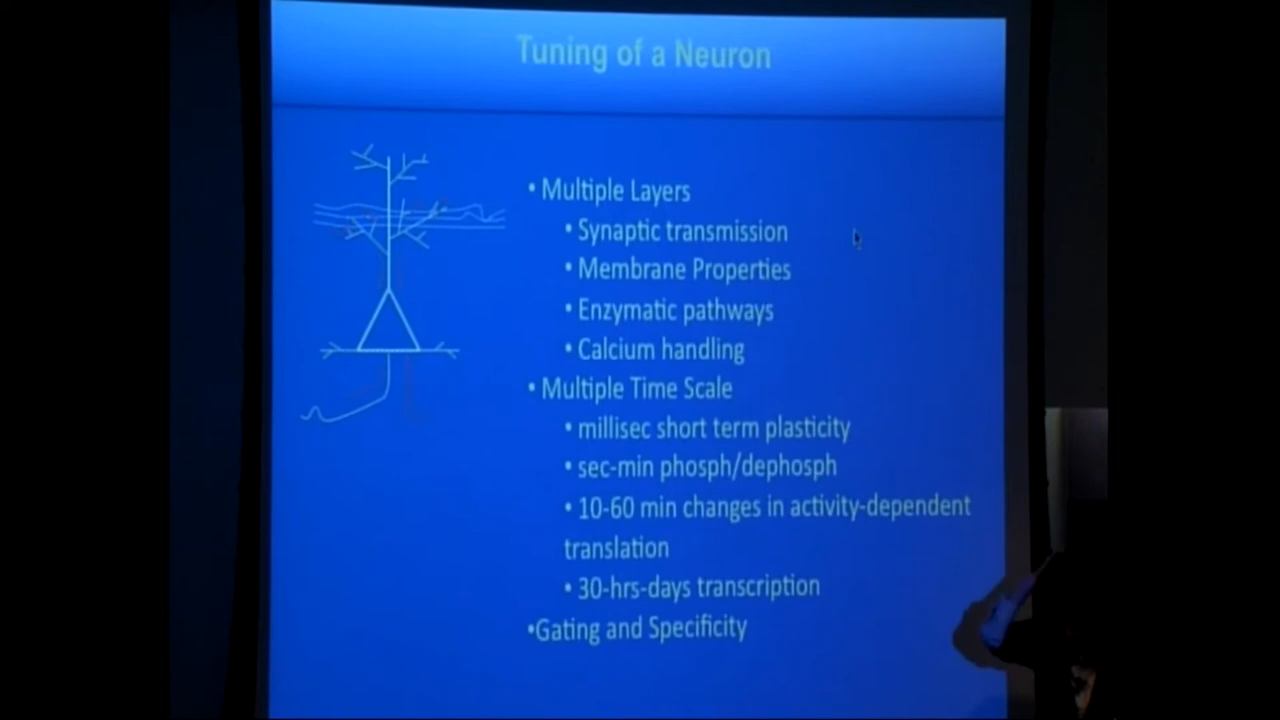 Tuning of a Neuron
• Multiple Layers
• Synaptic transmission
• Membrane Properties
• Enzymatic pathways
• Calcium handling
• Multiple Time Scale
• millisec short term plasticity
• sec-min phosph/dephosph
• 10-60 min changes in activity-dependent
translation
• 30-hrs-days transcription
•Gating and Specificity